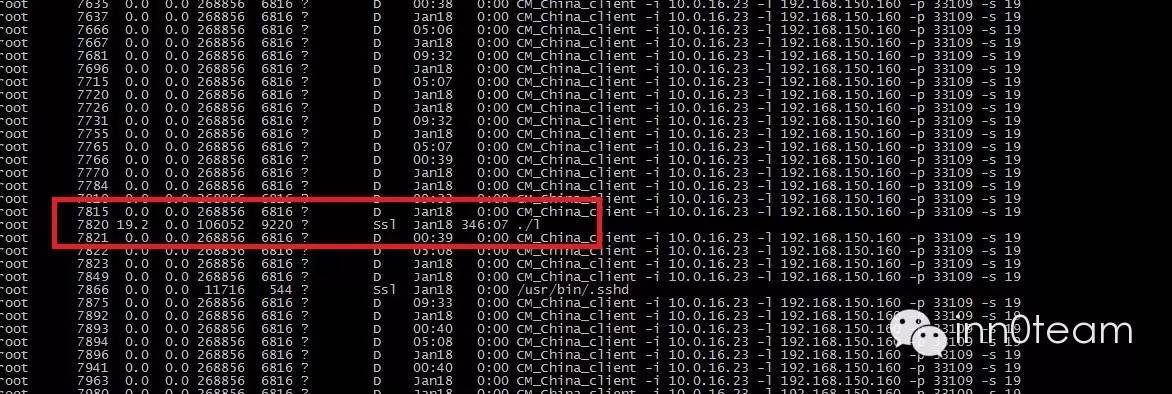 root 7635 0.0 0.0 268856 6816 ? D 00:38 0:00 CM_China_client -i 10.0.16.23 -l 192.168.150.160 -p 33109 -s 19
root 7637 0.0 0.0 268856 6816 ? D Jan18 0:00 CM_China_client -i 10.0.16.23 -l 192.168.150.160 -p 33109 -s 19
root 7666 0.0 0.0 268856 6816 ? D 05:06 0:00 CM_China_client -i 10.0.16.23 -l 192.168.150.160 -p 33109 -s 19
root 7667 0.0 0.0 268856 6816 ? D Jan18 0:00 CM_China_client -i 10.0.16.23 -l 192.168.150.160 -p 33109 -s 19
root 7681 0.0 0.0 268856 6816 ? D 09:32 0:00 CM_China_client -i 10.0.16.23 -l 192.168.150.160 -p 33109 -s 19
root 7696 0.0 0.0 268856 6816 ? D Jan18 0:00 CM_China_client -i 10.0.16.23 -l 192.168.150.160 -p 33109 -s 19
root 7715 0.0 0.0 268856 6816 ? D 05:07 0:00 CM_China_client -i 10.0.16.23 -l 192.168.150.160 -p 33109 -s 19
root 7720 0.0 0.0 268856 6816 ? D Jan18 0:00 CM_China_client -i 10.0.16.23 -l 192.168.150.160 -p 33109 -s 19
root 7726 0.0 0.0 268856 6816 ? D Jan18 0:00 CM_China_client -i 10.0.16.23 -l 192.168.150.160 -p 33109 -s 19
root 7731 0.0 0.0 268856 6816 ? D 09:32 0:00 CM_China_client -i 10.0.16.23 -l 192.168.150.160 -p 33109 -s 19
root 7755 0.0 0.0 268856 6816 ? D Jan18 0:00 CM_China_client -i 10.0.16.23 -l 192.168.150.160 -p 33109 -s 19
root 7765 0.0 0.0 268856 6816 ? D 05:07 0:00 CM_China_client -i 10.0.16.23 -l 192.168.150.160 -p 33109 -s 19
root 7766 0.0 0.0 268856 6816 ? D 00:39 0:00 CM_China_client -i 10.0.16.23 -l 192.168.150.160 -p 33109 -s 19
root 7770 0.0 0.0 268856 6816 ? D Jan18 0:00 CM_China_client -i 10.0.16.23 -l 192.168.150.160 -p 33109 -s 19
root 7784 0.0 0.0 268856 6816 ? D Jan18 0:00 CM_China_client -i 10.0.16.23 -l 192.168.150.160 -p 33109 -s 19
root 0.0 0.0 268856 6816 ? D 0:00 CM_China_client -i 10.0.16.23 -l 192.168.150.160 -p 33109 -s 19
root 7815 0.0 0.0 268856 6816 ? D Jan18 0:00 CM_China_client -i 10.0.16.23 -l 192.168.150.160 -p 33109 -s 19
root 7820 19.2 0.0 106052 9220 ? Ssl Jan18 346:07 ./l
root 7821 0.0 0.0 268856 6816 ? D 00:39 0:00 CM_China_client -i 10.0.16.23 -l 192.168.150.160 -p 33109 -s 19
root 7822 0.0 0.0 268856 6816 ? D 05:08 0:00 CM_China_client -i 10.0.16.23 -l 192.168.150.160 -p 33109 -s 19
root 7823 0.0 0.0 268856 6816 ? D Jan18 0:00 CM_China_client -i 10.0.16.23 -l 192.168.150.160 -p 33109 -s 19
root 7849 0.0 0.0 268856 6816 ? D Jan18 0:00 CM_China_client -i 10.0.16.23 -l 192.168.150.160 -p 33109 -s 19
root 7866 0.0 0.0 11716 544 ? Ssl Jan18 0:00 /usr/bin/.sshd
root 7875 0.0 0.0 268856 6816 ? D 09:33 0:00 CM_China_client -i 10.0.16.23 -l 192.168.150.160 -p 33109 -s 19
root 7892 0.0 0.0 268856 6816 ? D Jan18 0:00 CM_China_client -i 10.0.16.23 -l 192.168.150.160 -p 33109 -s 19
root 7893 0.0 0.0 268856 6816 ? D 00:40 0:00 CM_China_client -i 10.0.16.23 -l 192.168.150.160 -p 33109 -s 19
root 7894 0.0 0.0 268856 6816 ? D 05:08 0:00 CM_China_client -i 10.0.16.23 -l 192.168.150.160 -p 33109 -s 19
root 7896 0.0 0.0 268856 6816 ? D Jan18 0:00 CM_China_client -i 10.0.16.23 -l 192.168.150.160 -p 33109 -s 19
root 7941 0.0 0.0 268856 6816 ? D 00:40 0:00 CM_China_client -i 10.0.16.23 -l 192.168.150.160 -p 33109 -s 19
root 7963 0.0 0.0 268856 6816 ? D Jan18 0:00 CM_China_client -i 10.0.16.23 -l 192.168.150.160 -p 33109 -s 19
root 7980 0.0 0.0 268856 6816 ? D Jan18 0:00 CM_China_client -i 10.0.16.23 -l 192.168.150.160 -p 33109 -s 19
inn0team